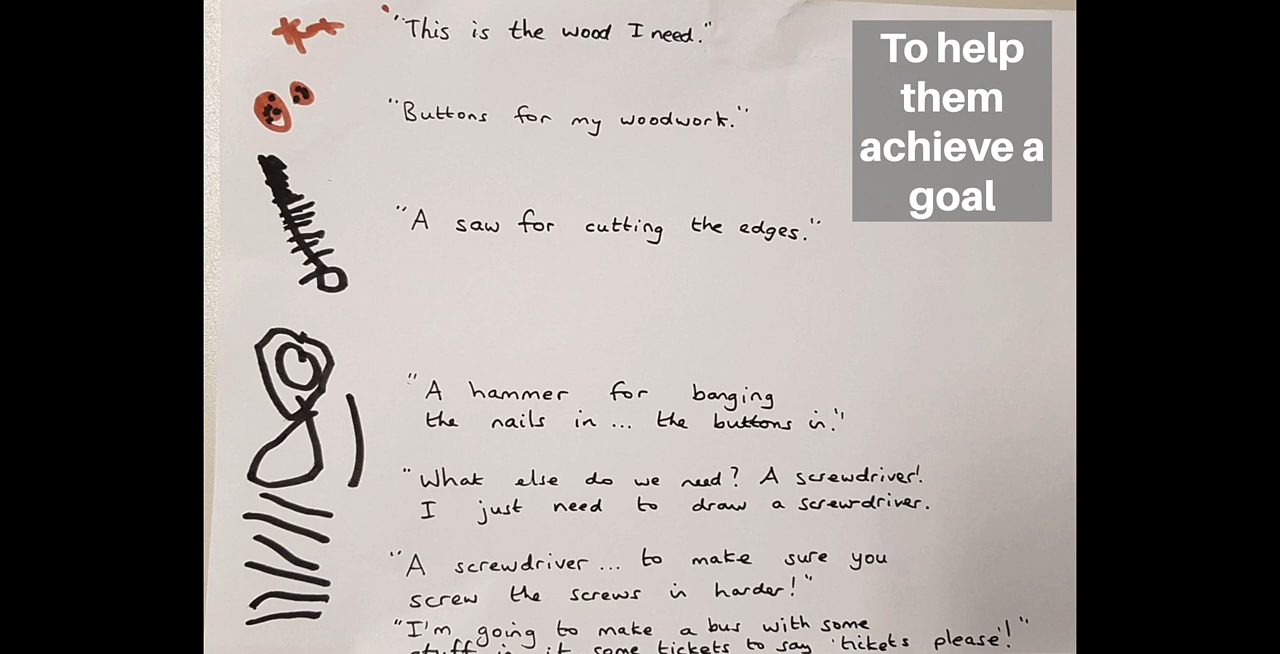 "This is the wood I need."
"Buttons for my woodwork."
"A saw for cutting the edges."
"A hammer for banging
the nails in ... the buttons in."
"What else do we need? A screwdriver!
I just need to draw a screwdriver.
"A screwdriver ... to make sure you
screw the screws in harder!"
"I'm going to make a bus with some
stuff in it some tickets to say 'tickets please'!"
To help
them
achieve a
goal